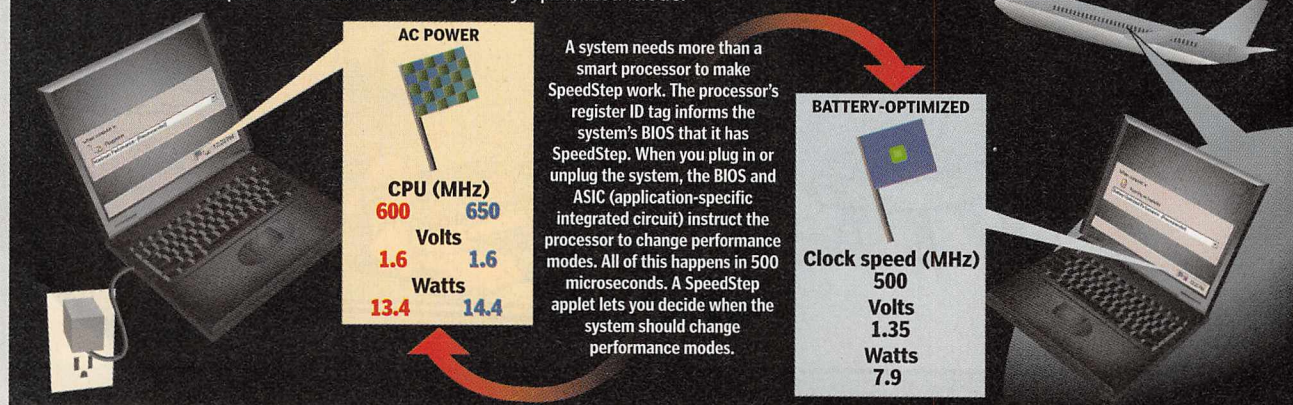 AC POWER
CPU (MHz)
600 650
Volts
1.6 1.6
Watts
13.4 14.4
A system needs more than a
smart processor to make
SpeedStep work. The processor's
register ID tag informs the
system's BIOS that it has
SpeedStep. When you plug in or
unplug the system, the BIOS and
ASIC (application-specific
integrated circuit) instruct the
processor to change performance
modes. All of this happens in 500
microseconds. A SpeedStep
applet lets you decide when the
system should change
performance modes.
BATTERY-OPTIMIZED
Clock speed (MHz)
500
Volts
1.35
Watts
7.9